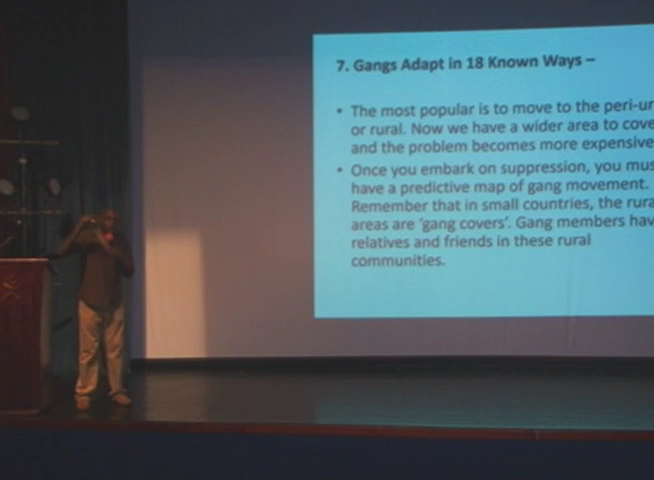 7. Gangs Adapt in 18 Known Ways –
• The most popular is to move to the peri-ur
or rural. Now we have a wider area to cove
and the problem becomes more expensive
• Once you embark on suppression, you mus
have a predictive map of gang movement.
Remember that in small countries, the rura
areas are 'gang covers'. Gang members hav
relatives and friends in these rural
communities.